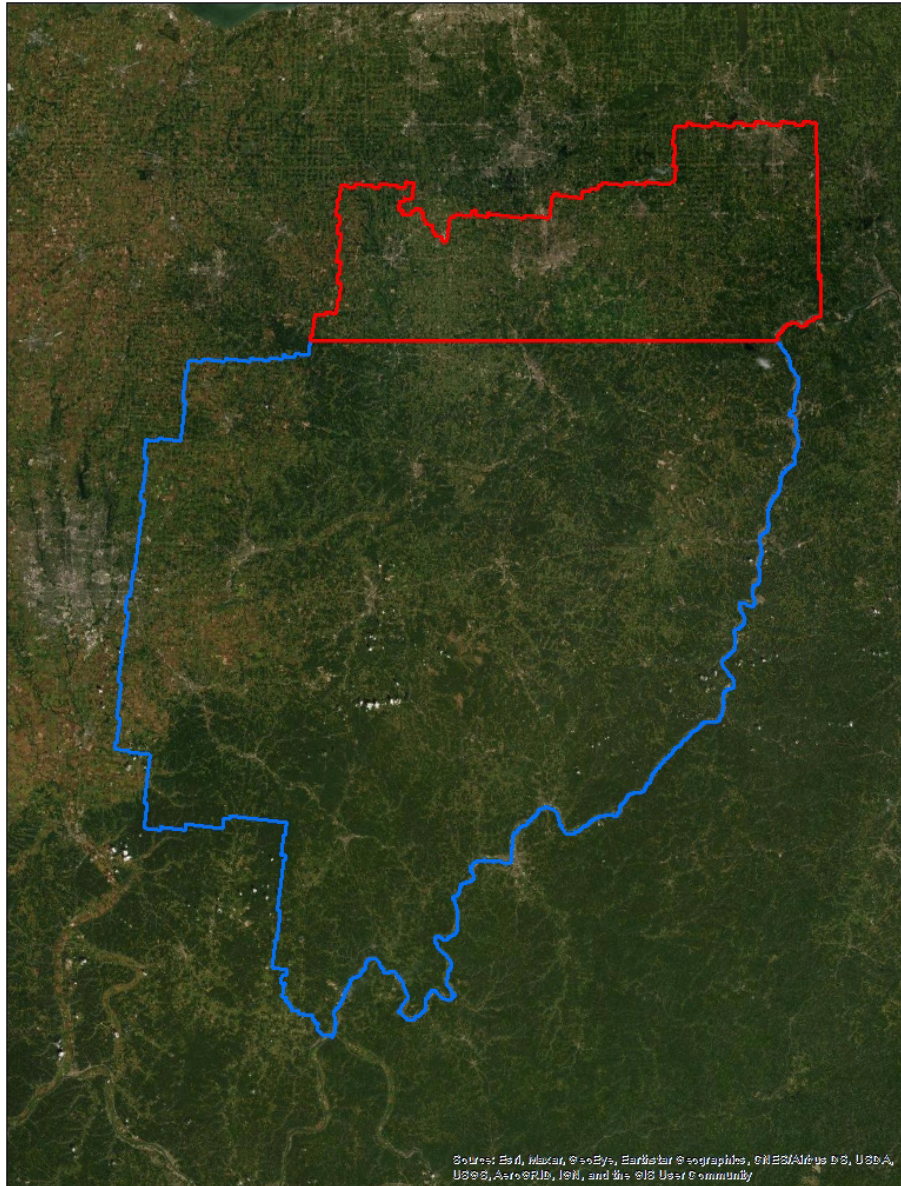 Source: Esri, Maxar, GeoEye, Earthstar Geographics, CNES/Airbus DS, USDA,
USGS, AeroGRID, IGN, and the GIS User Community